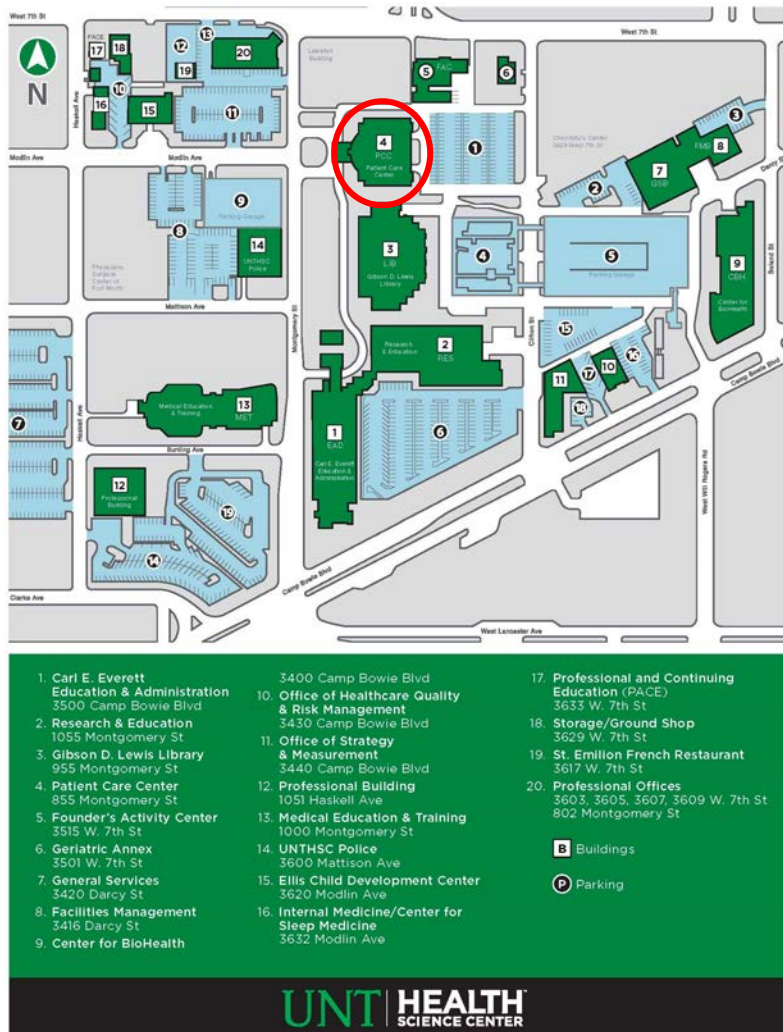 West 7th St
West 7th St
PACE
17
18
13
12
20
19
10
16
15
11
Haskell Ave
Modlin Ave
Modlin Ave
5
FAC
6
4
PCC
Patient Care
Center
1
3
FMB
8
7
GSB
2
9
Parking Garage
8
14
UNTHSC
Police
Mattison Ave
Montgomery St
3
LIB
Gibson D. Lewis
Library
4
5
Parking Garage
9
CBH
Center for
BioHealth
Boland St
Clifton St
Research
& Education
2
RES
15
16
17
10
11
18
Camp Bowie Blvd
7
Haskell Ave
Medical Education
& Training
13
MET
Bunting Ave
1
EAD
Carl E. Everett
Education &
Administration
6
12
Professional
Building
19
14
West Will Rogers Rd
Camp Bowie Blvd
Clarke Ave
West Lancaster Ave
N
1. Carl E. Everett
Education & Administration
3500 Camp Bowie Blvd
2. Research & Education
1055 Montgomery St
3. Gibson D. Lewis Library
955 Montgomery St
4. Patient Care Center
855 Montgomery St
5. Founder's Activity Center
3515 W. 7th St
6. Geriatric Annex
3501 W. 7th St
7. General Services
3420 Darcy St
8. Facilities Management
3416 Darcy St
9. Center for BioHealth
3400 Camp Bowie Blvd
10. Office of Healthcare Quality
& Risk Management
3430 Camp Bowie Blvd
11. Office of Strategy
& Measurement
3440 Camp Bowie Blvd
12. Professional Building
1051 Haskell Ave
13. Medical Education & Training
1000 Montgomery St
14. UNTHSC Police
3600 Mattison Ave
15. Ellis Child Development Center
3620 Modlin Ave
16. Internal Medicine/Center for
Sleep Medicine
3632 Modlin Ave
17. Professional and Continuing
Education (PACE)
3633 W. 7th St
18. Storage/Ground Shop
3629 W. 7th St
19. St. Emilion French Restaurant
3617 W. 7th St
20. Professional Offices
3603, 3605, 3607, 3609 W. 7th St
802 Montgomery St
B Buildings
P Parking
UNT HEALTH
SCIENCE CENTER